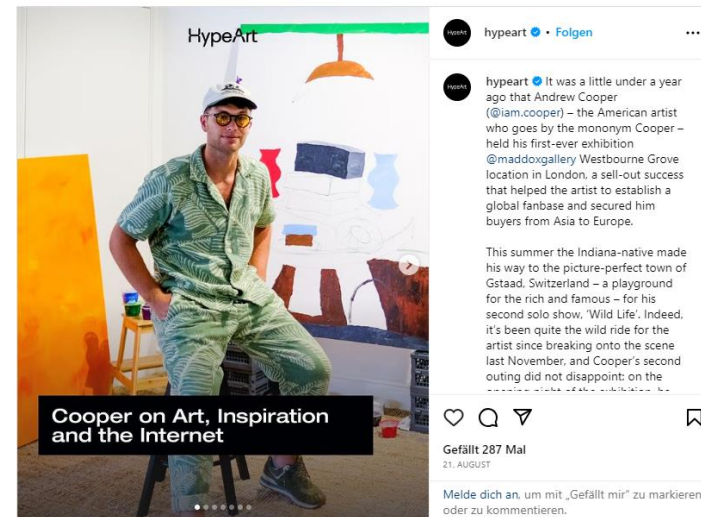 HypeArt
Cooper on Art, Inspiration
and the Internet
hypeart • Folgen
hypeart It was a little under a year
ago that Andrew Cooper
(@iam.cooper) – the American artist
who goes by the mononym Cooper –
held his first-ever exhibition
@maddoxgallery Westbourne Grove
location in London, a sell-out success
that helped the artist to establish a
global fanbase and secured him
buyers from Asia to Europe.
This summer the Indiana-native made
his way to the picture-perfect town of
Gstaad, Switzerland – a playground
for the rich and famous – for his
second solo show, ‘Wild Life’. Indeed,
it’s been quite the wild ride for the
artist since breaking onto the scene
last November, and Cooper’s second
outing did not disappoint: on the
Gefällt 287 Mal
21. AUGUST
Melde dich an, um mit „Gefällt mir“ zu markieren
oder zu kommentieren.